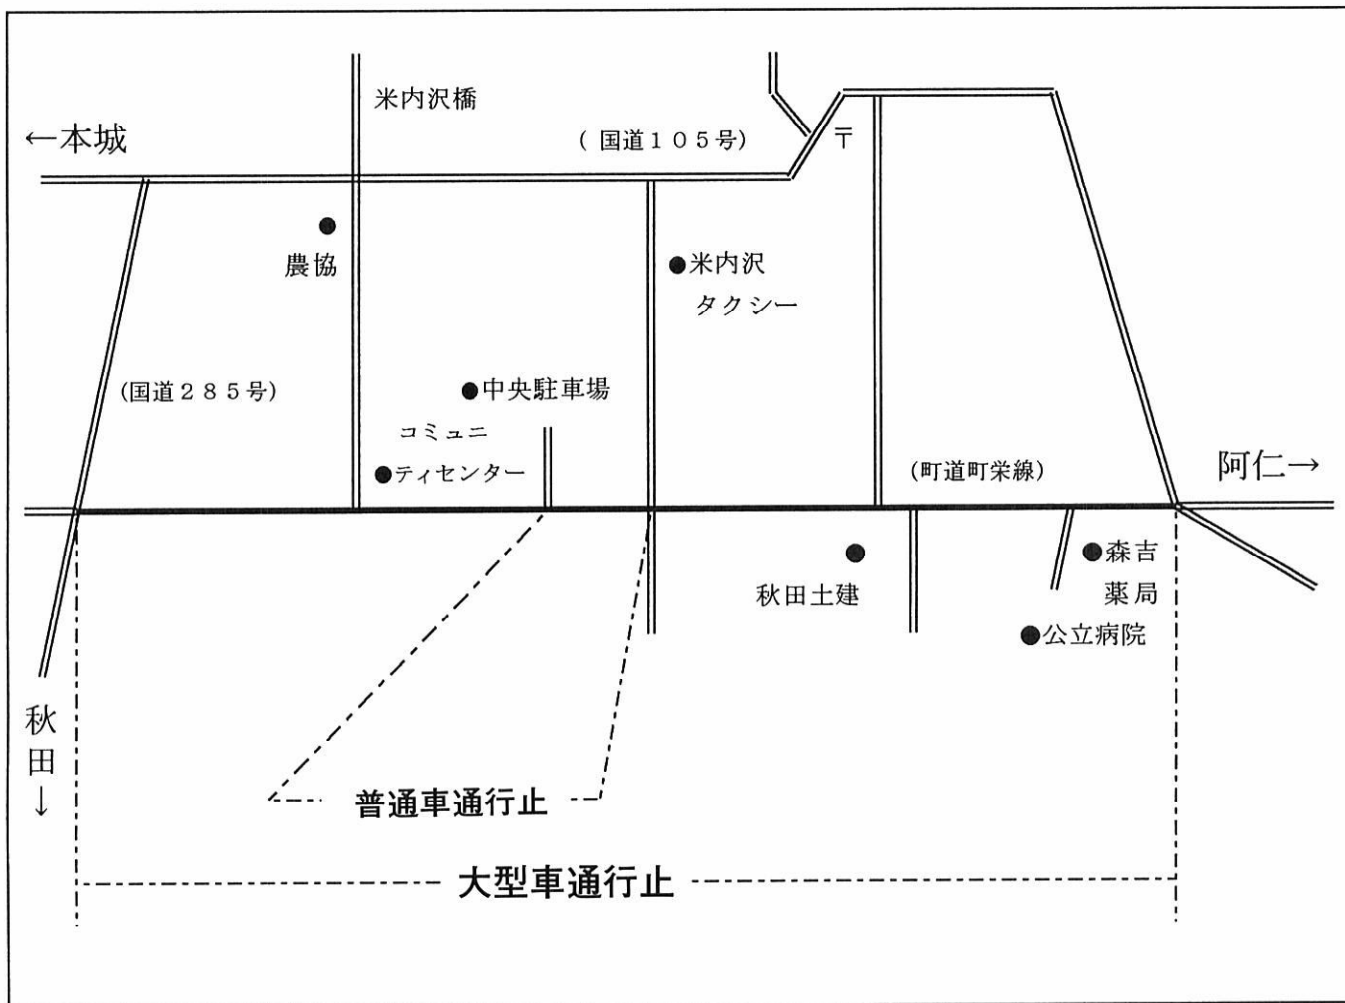 米内沢橋
←本城
(国道105号)
〒
農協
●米内沢
タクシー
(国道285号)
●中央駐車場
コミュニ
●ティセンター
(町道町栄線)
阿仁→
秋田土建
●森吉
薬局
●公立病院
秋田↓
普通車通行止
大型車通行止